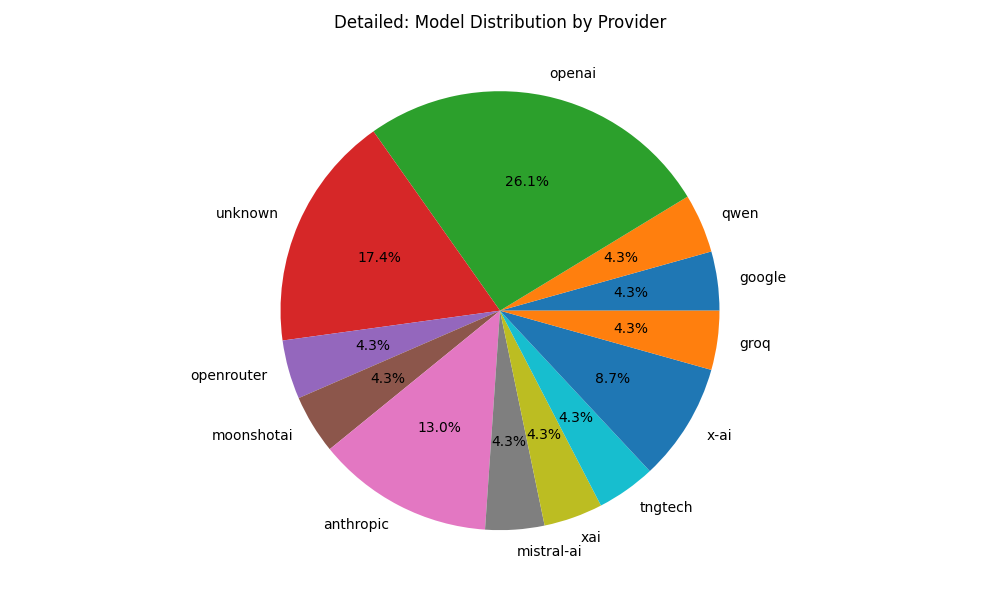 Detailed: Model Distribution by Provider
openai
26.1%
unknown
17.4%
qwen
4.3%
google
4.3%
groq
4.3%
x-ai
8.7%
openrouter
4.3%
moonshotai
4.3%
anthropic
13.0%
mistral-ai
4.3%
xai
4.3%
tngtech
4.3%